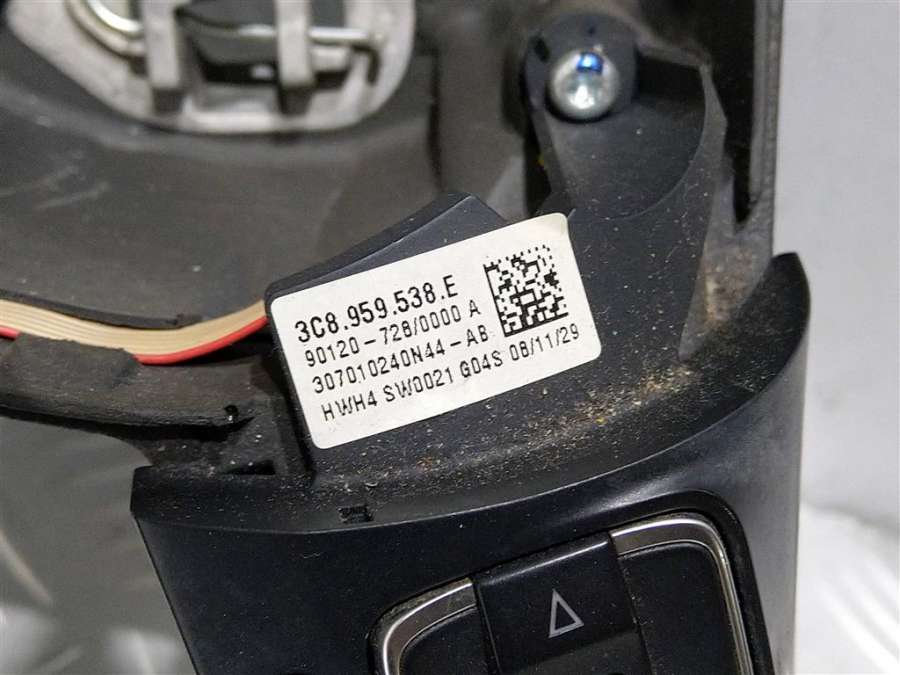 3C8.959.538.E
90120-728/0000 A
307010240N44-AB
HWH4 SW0021 G04S 08/11/29